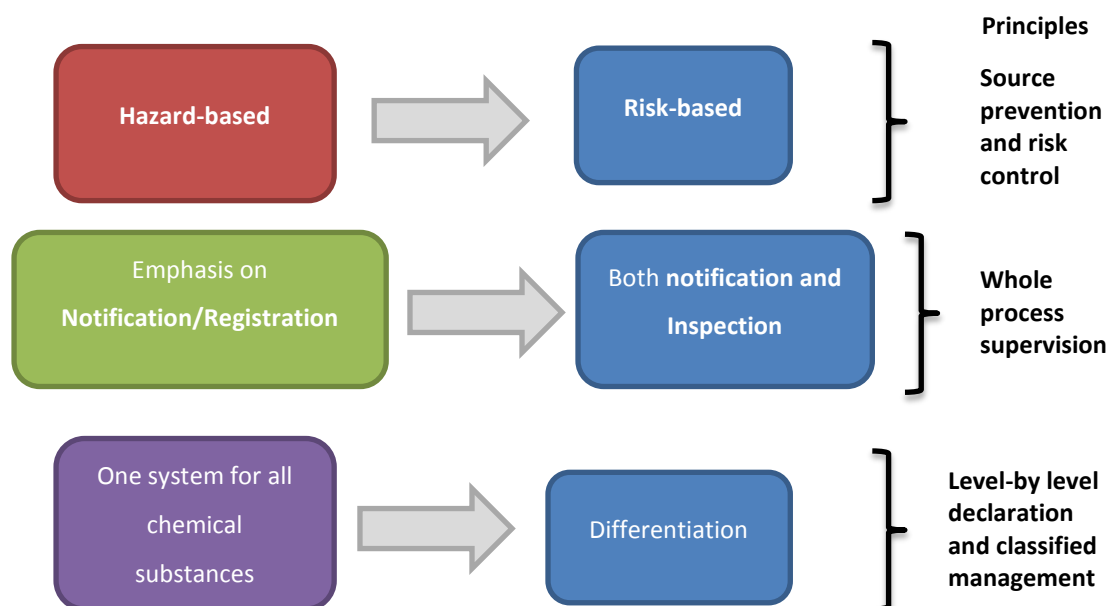 Principles
Hazard-based
Risk-based
Source
prevention
and risk
control
Emphasis on
Notification/Registration
Both notification and
Inspection
Whole
process
supervision
One system for all
chemical
substances
Differentiation
Level-by level
declaration
and classified
management